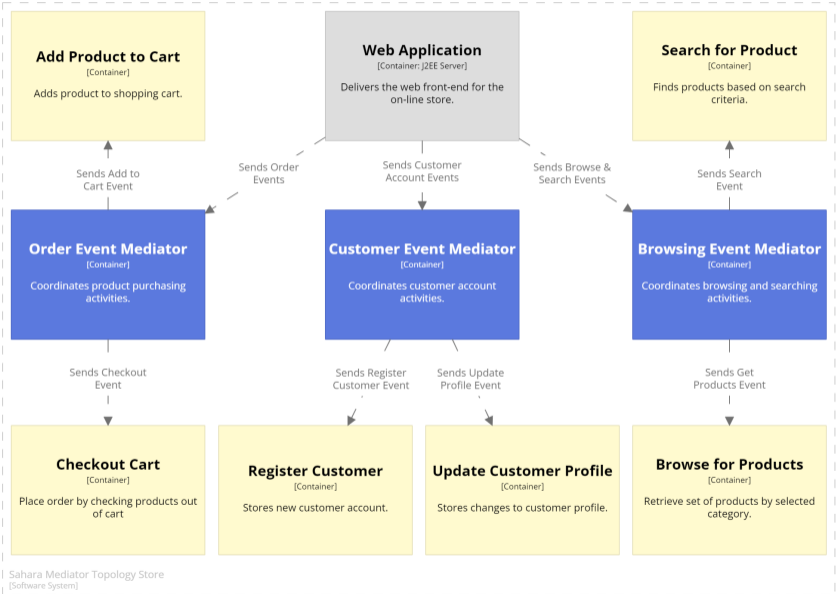 Add Product to Cart
[Container]
Adds product to shopping cart.
Web Application
[Container: J2EE Server]
Delivers the web front-end for the
on-line store.
Search for Product
[Container]
Finds products based on search
criteria.
Sends Add to
Cart Event
Sends Order
Events
Sends Customer
Account Events
Sends Browse &
Search Events
Sends Search
Event
Order Event Mediator
[Container]
Coordinates product purchasing
activities.
Customer Event Mediator
[Container]
Coordinates customer account
activities.
Browsing Event Mediator
[Container]
Coordinates browsing and searching
activities.
Sends Checkout
Event
Sends Register
Customer Event
Sends Update
Profile Event
Sends Get
Products Event
Checkout Cart
[Container]
Place order by checking products out
of cart
Register Customer
[Container]
Stores new customer account.
Update Customer Profile
[Container]
Stores changes to customer profile.
Browse for Products
[Container]
Retrieve set of products by selected
category.
Sahara Mediator Topology Store
[Software System]